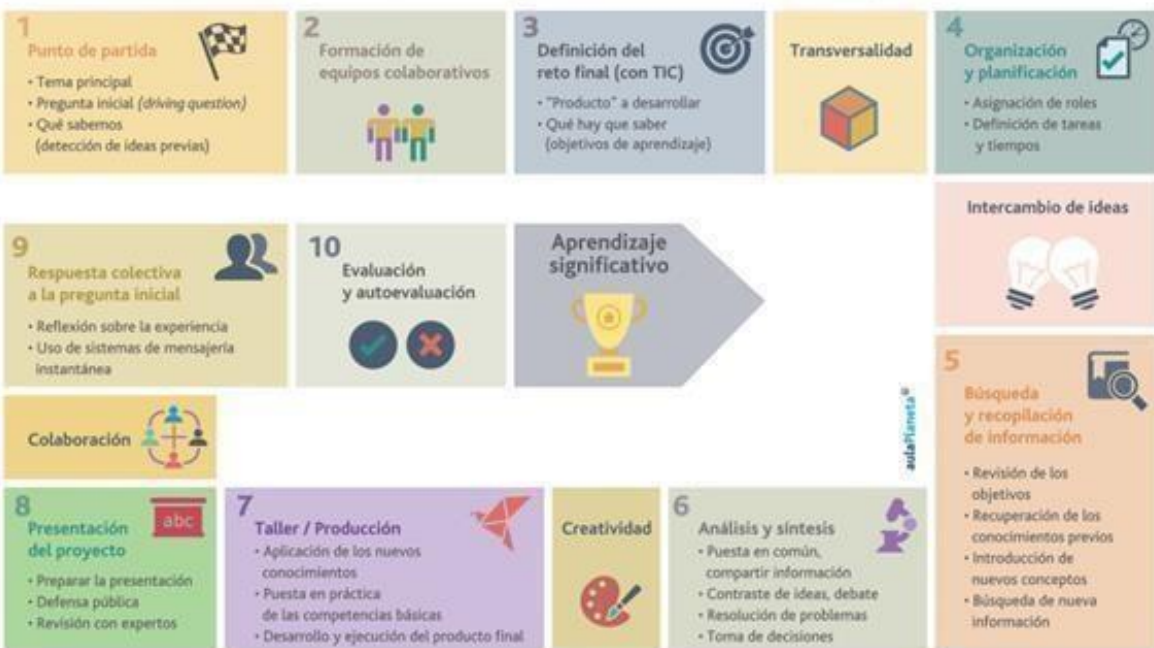 1
Punto de partida
• Tema principal
• Pregunta inicial (driving question)
• Qué sabemos
(detección de ideas previas)
2
Formación de
equipos colaborativos
3
Definición del
reto final (con TIC)
• "Producto" a desarrollar
• Qué hay que saber
(objetivos de aprendizaje)
Transversalidad
4
Organización
y planificación
• Asignación de roles
• Definición de tareas
y tiempos
Intercambio de ideas
5
Búsqueda
y recopilación
de información
• Revisión de los
objetivos
• Recuperación de los
conocimientos previos
• Introducción de
nuevos conceptos
• Búsqueda de nueva
información
6
Análisis y síntesis
• Puesta en común,
compartir información
• Contraste de ideas, debate
• Resolución de problemas
• Toma de decisiones
Creatividad
7
Taller / Producción
• Aplicación de los nuevos
conocimientos
• Puesta en práctica
de las competencias básicas
• Desarrollo y ejecución del producto final
8
abc
Presentación
del proyecto
• Preparar la presentación
• Defensa pública
• Revisión con expertos
Colaboración
9
Respuesta colectiva
a la pregunta inicial
• Reflexión sobre la experiencia
• Uso de sistemas de mensajería
instantánea
10
Evaluación
y autoevaluación
Aprendizaje
significativo
aulaPlaneta